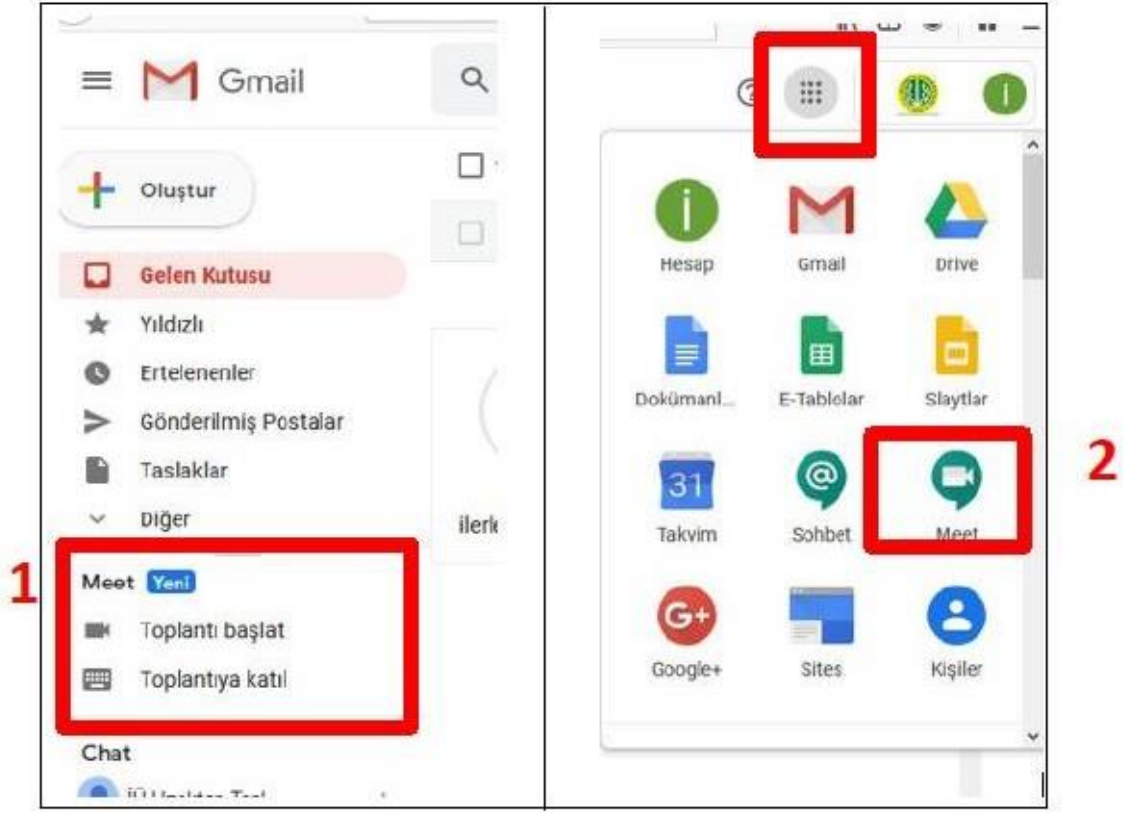 Gmail
Oluştur
Gelen Kutusu
Yıldızlı
Ertelenenler
Gönderilmiş Postalar
Taslaklar
Diğer
1
Meet Yeni
Toplantı başlat
Toplantıya katıl
Chat
i
Hesap
Gmail
Drive
Dokümanl...
E-Tablolar
Slaytlar
31
Takvim
Sohbet
Meet
2
G+
Google+
Sites
Kişiler